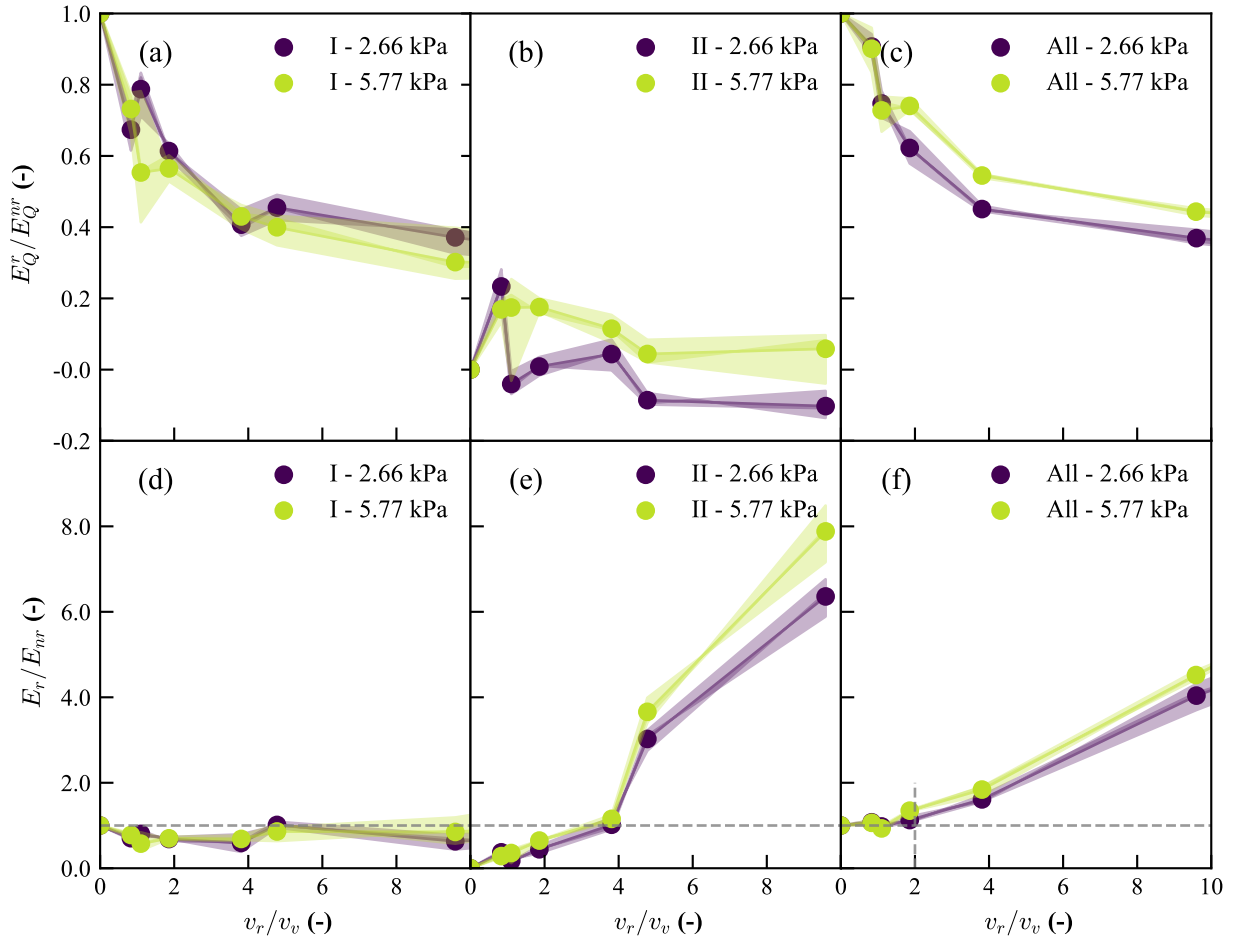 1.0
0.8
0.6
0.4
0.2
-0.0
-0.2
E_Q^r/E_Q^{nr} (-)
(a)
I - 2.66 kPa
I - 5.77 kPa
(b)
II - 2.66 kPa
II - 5.77 kPa
(c)
All - 2.66 kPa
All - 5.77 kPa
8.0
6.0
4.0
2.0
1.0
0.0
E_r/E_{nr} (-)
(d)
I - 2.66 kPa
I - 5.77 kPa
(e)
II - 2.66 kPa
II - 5.77 kPa
(f)
All - 2.66 kPa
All - 5.77 kPa
0 2 4 6 8 0 2 4 6 8 0 2 4 6 8 10
v_r/v_v (-)
v_r/v_v (-)
v_r/v_v (-)